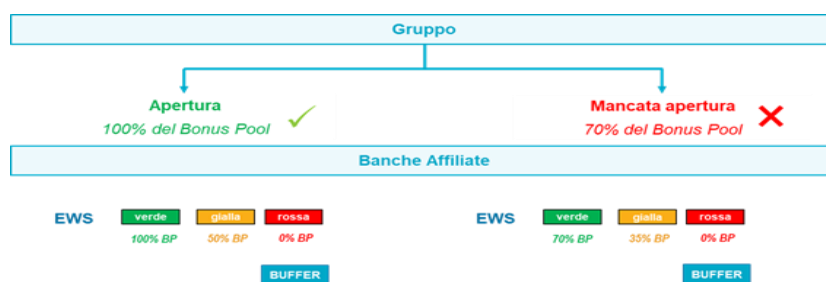 Gruppo
Apertura
100% del Bonus Pool
Mancata apertura
70% del Bonus Pool
Banche Affiliate
EWS verde gialla rossa
100% BP 50% BP 0% BP
BUFFER
EWS verde gialla rossa
70% BP 35% BP 0% BP
BUFFER